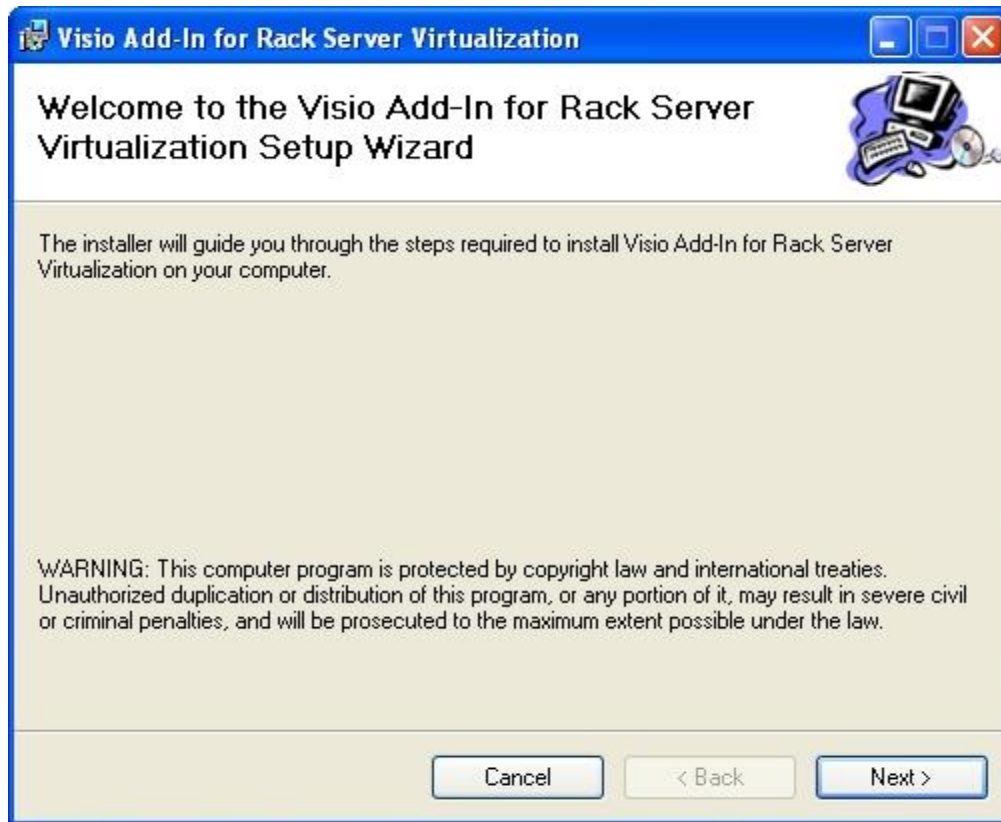 Visio Add-In for Rack Server Virtualization
Welcome to the Visio Add-In for Rack Server
Virtualization Setup Wizard
The installer will guide you through the steps required to install Visio Add-In for Rack Server
Virtualization on your computer.
WARNING: This computer program is protected by copyright law and international treaties.
Unauthorized duplication or distribution of this program, or any portion of it, may result in severe civil
or criminal penalties, and will be prosecuted to the maximum extent possible under the law.
Cancel < Back Next >